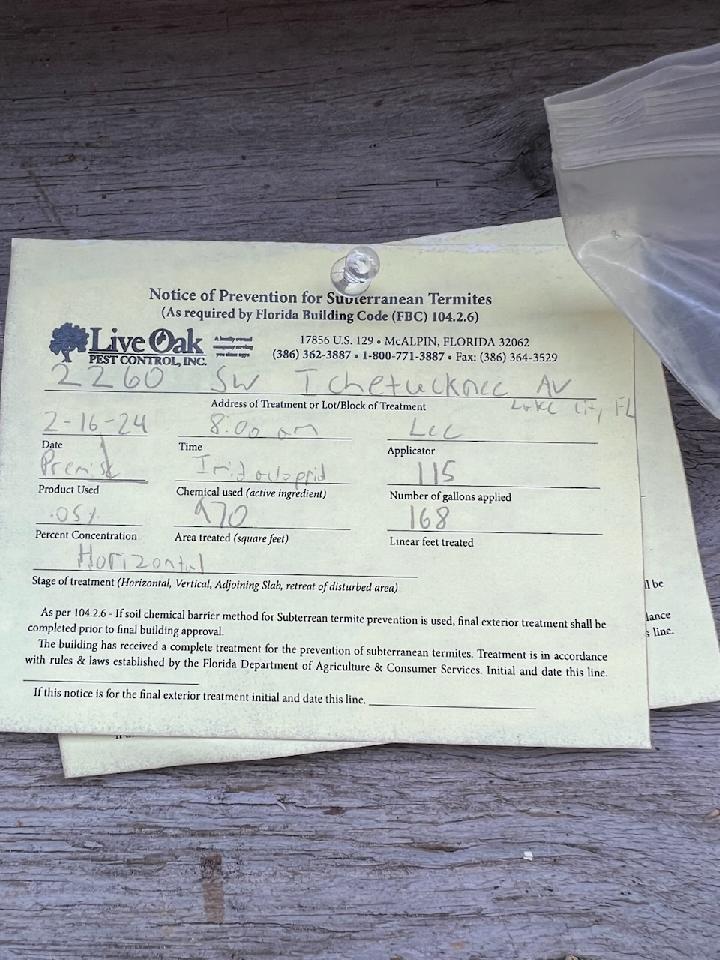 Notice of Prevention for Subterranean Termites
(As required by Florida Building Code (FBC) 104.2.6)
Live Oak
PEST CONTROL, INC.
17856 U.S. 129 • McALPIN, FLORIDA 32062
(386) 362-3887 • 1-800-771-3887 • Fax: (386) 364-3529
2260 SW Ichetucknee AV
Address of Treatment or Lot/Block of Treatment
Lake City, FL
2-16-24 8:00 am Lee
Date Time Applicator
Premise 115
Product Used Chemical used (active ingredient) Number of gallons applied
.05% 970 168
Percent Concentration Area treated (square feet) Linear feet treated
Horizontal
Stage of treatment (Horizontal, Vertical, Adjoining Slab, retreat of disturbed area)
As per 104.2.6 - If soil chemical barrier method for Subterrean termite prevention is used, final exterior treatment shall be
completed prior to final building approval.
The building has received a complete treatment for the prevention of subterranean termites. Treatment is in accordance
with rules & laws established by the Florida Department of Agriculture & Consumer Services. Initial and date this line.
If this notice is for the final exterior treatment initial and date this line.
be
s line.